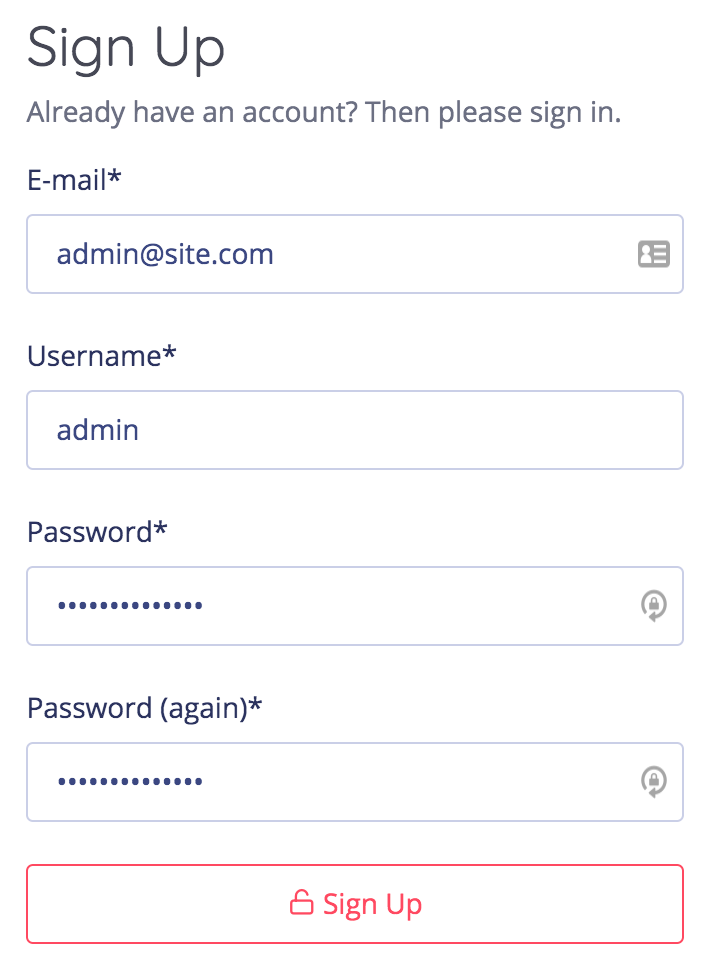 Sign Up
Already have an account? Then please sign in.
E-mail*
admin@site.com
Username*
admin
Password*
••••••••••••••
Password (again)*
••••••••••••••
Sign Up